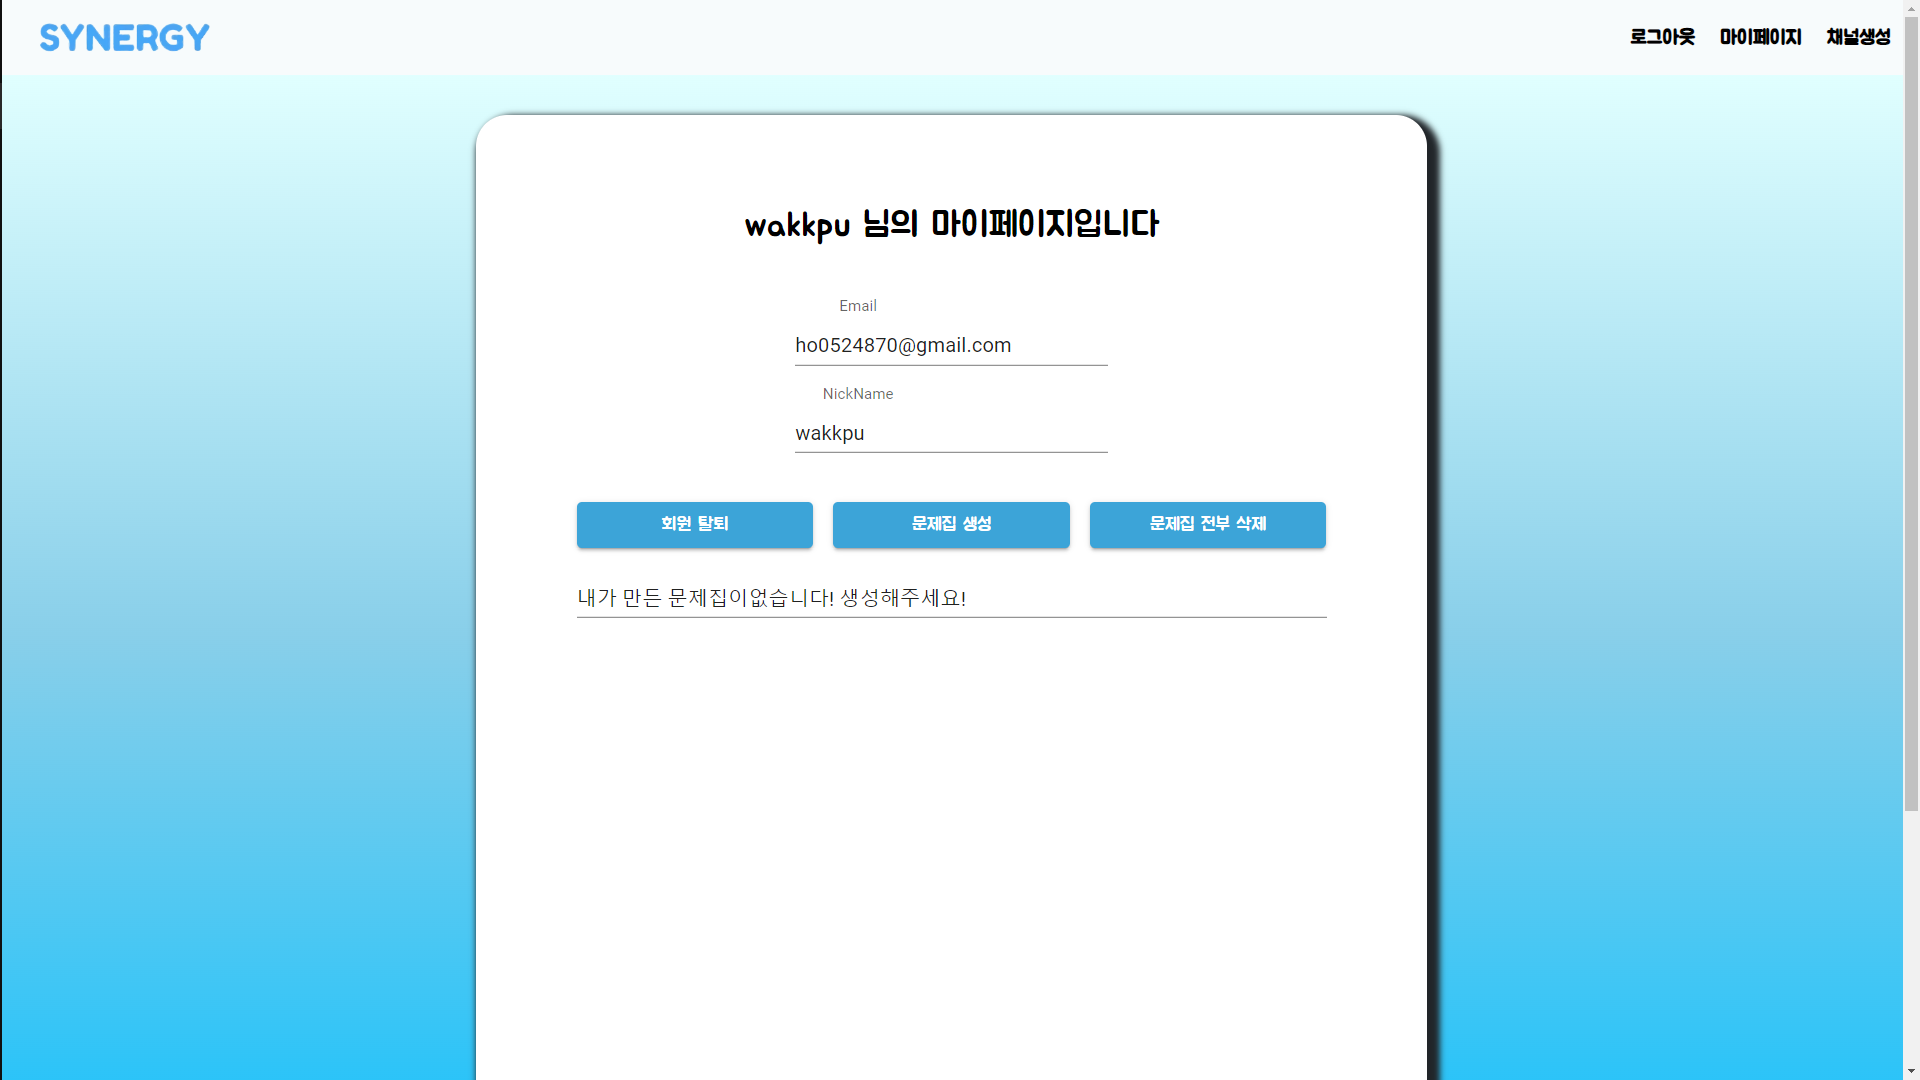 SYNERGY
로그아웃 마이페이지 채널생성
wakkpu 님의 마이페이지입니다
Email
ho0524870@gmail.com
NickName
wakkpu
회원 탈퇴 문제집 생성 문제집 전부 삭제
내가 만든 문제집이없습니다! 생성해주세요!